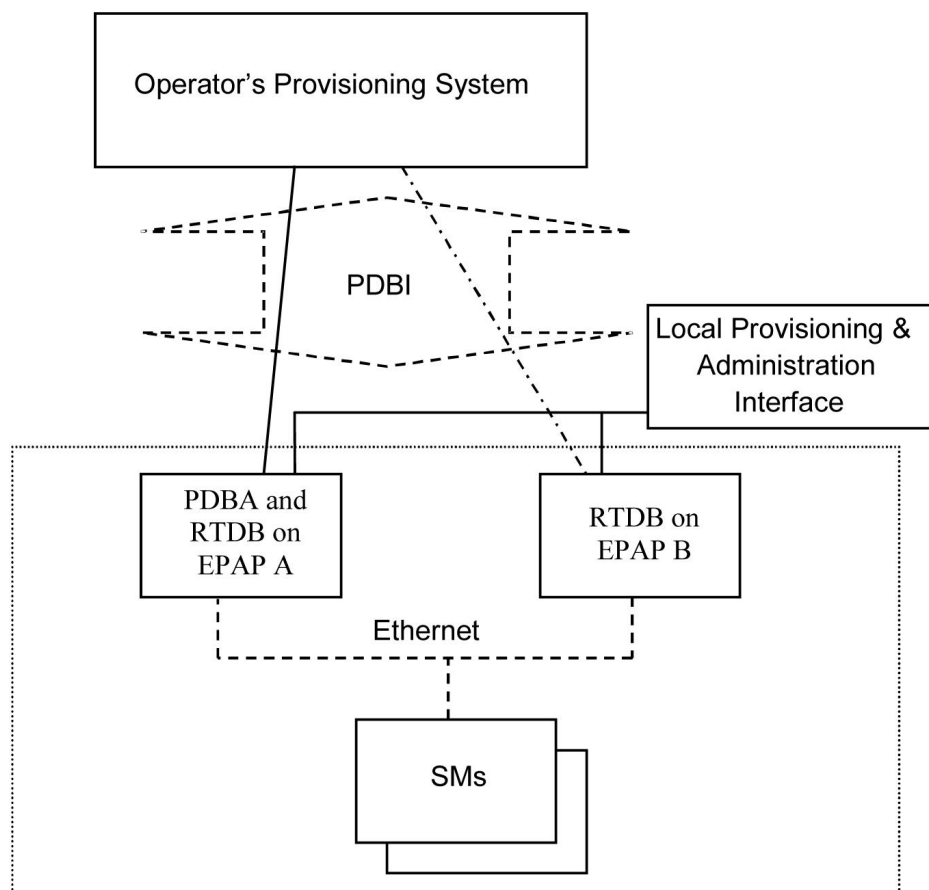 Operator’s Provisioning System
PDBI
Local Provisioning &
Administration
Interface
PDBA and
RTDB on
EPAP A
RTDB on
EPAP B
Ethernet
SMs